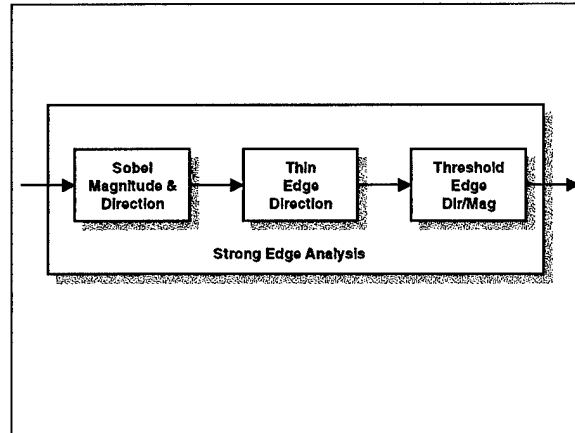 Sobel
Magnitude &
Direction
Thin
Edge
Direction
Threshold
Edge
Dir/Mag
Strong Edge Analysis